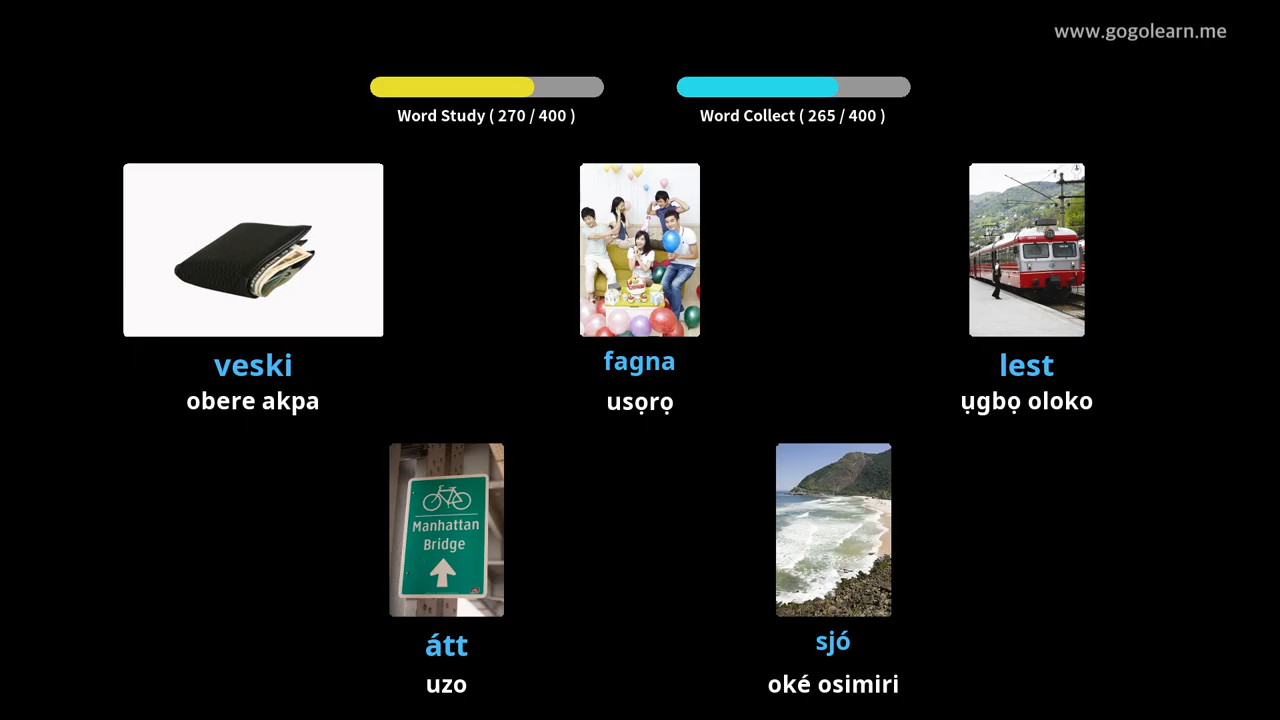 www.gogolearn.me
Word Study ( 270 / 400 )
Word Collect ( 265 / 400 )
veski
obere akpa
fagna
usọrọ
lest
ụgbọ oloko
Manhattan
Bridge
átt
uzo
sjó
oké osimiri